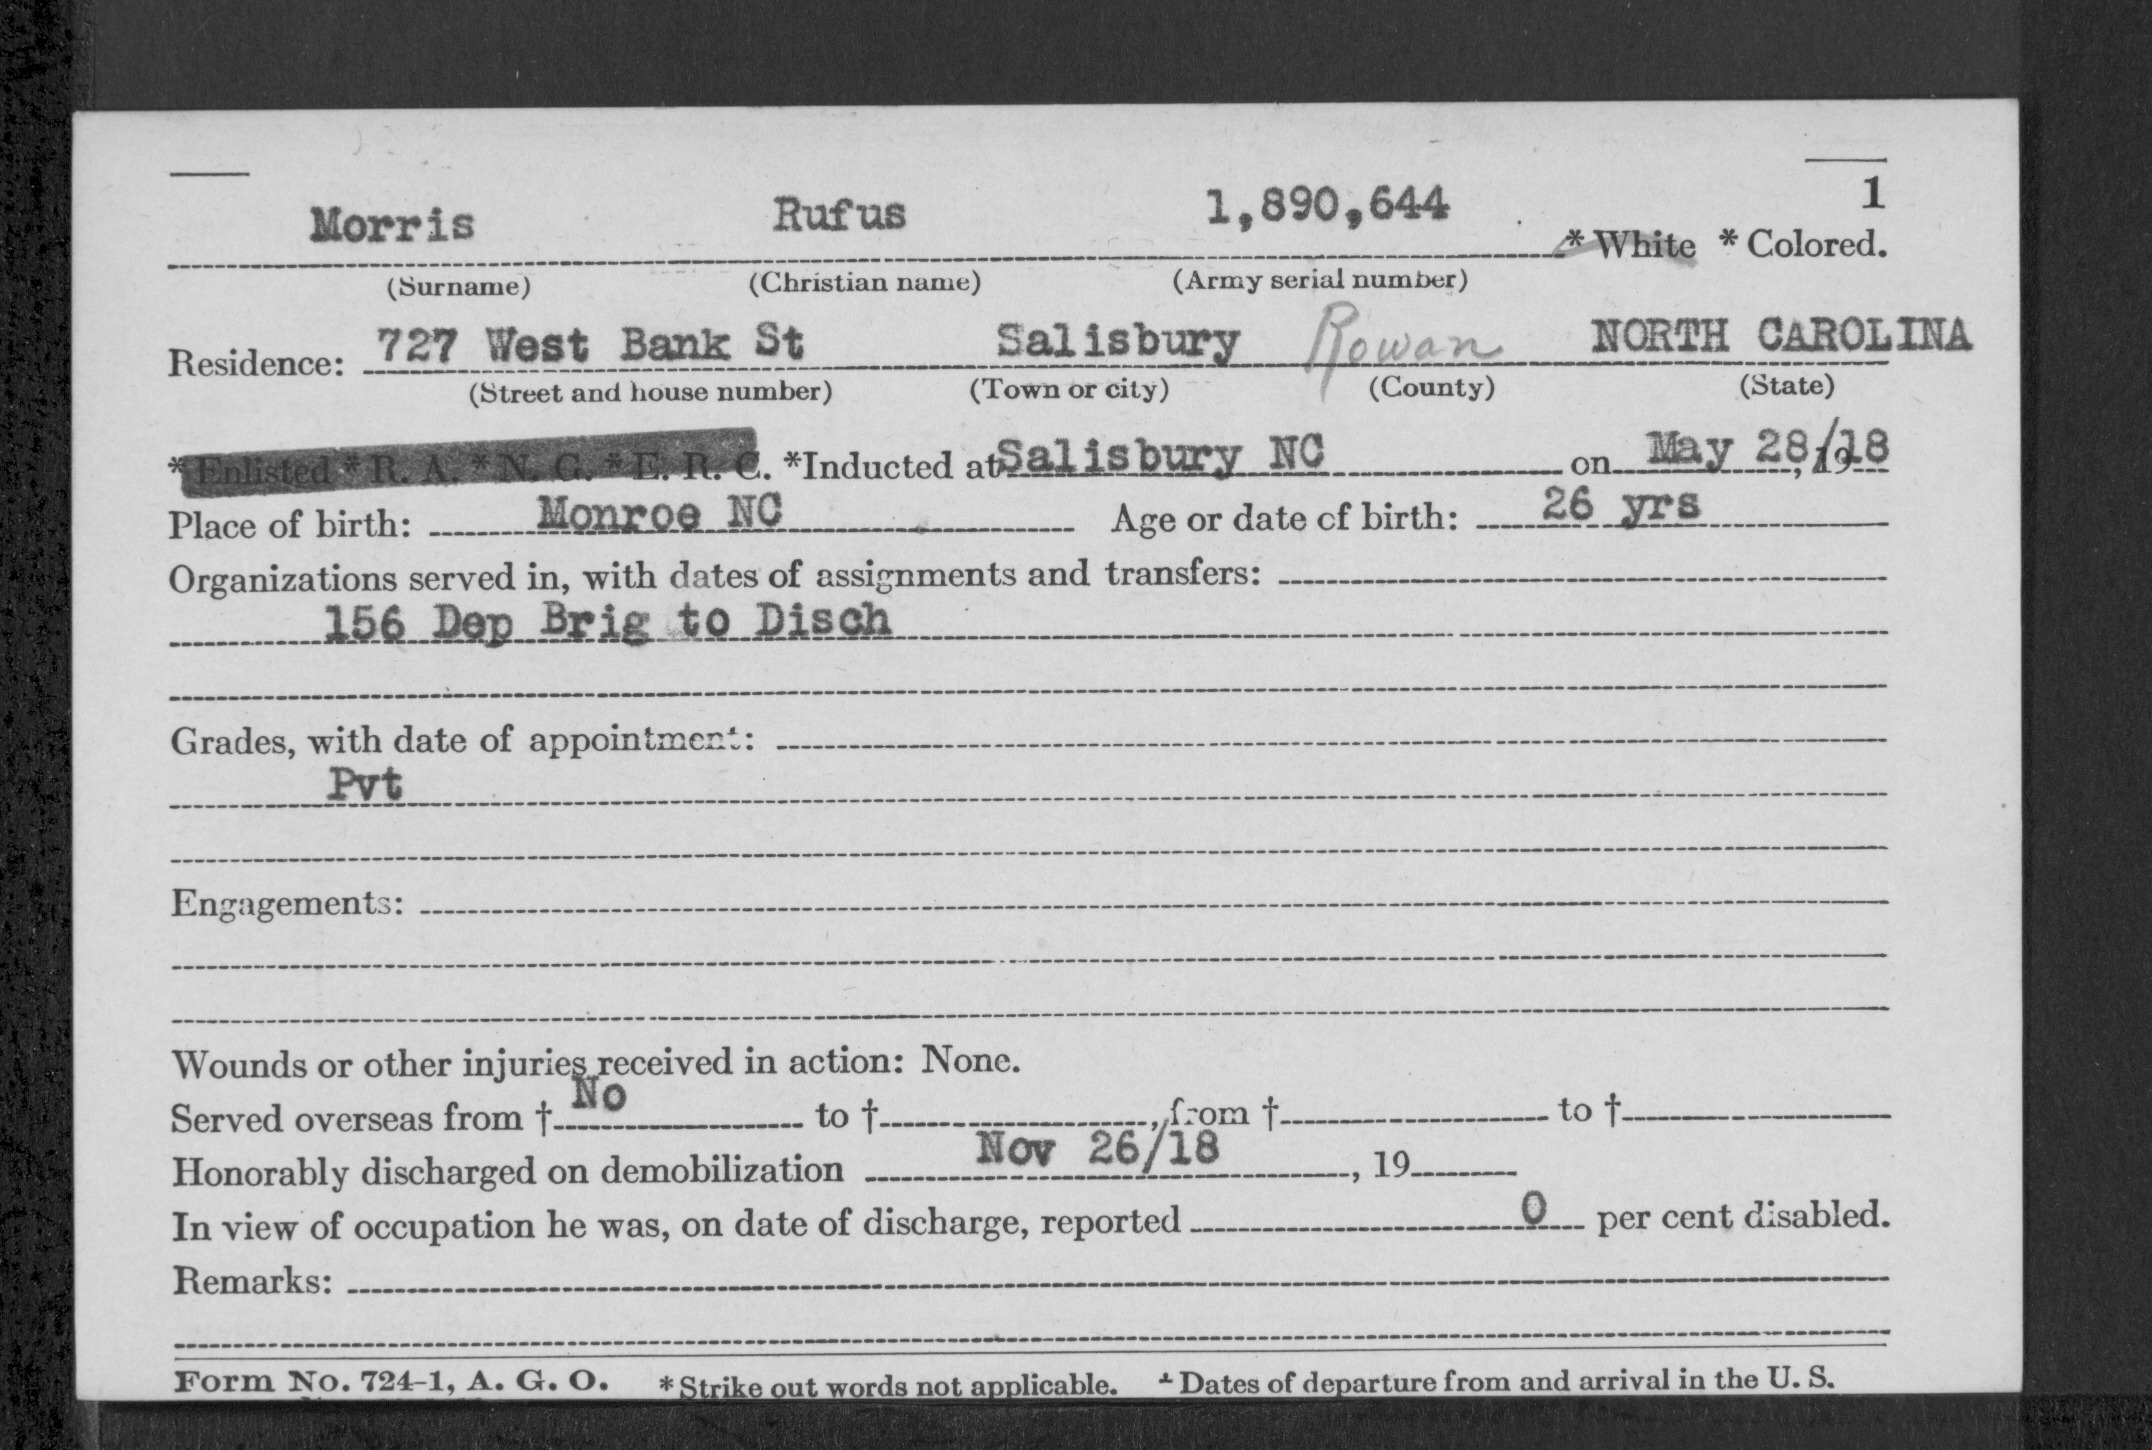 1
Morris Rufus 1,890,644 * White * Colored.
(Surname) (Christian name) (Army serial number)
Residence: 727 West Bank St Salisbury Rowan NORTH CAROLINA
(Street and house number) (Town or city) (County) (State)
* Enlisted * R. A. * N. G. * E. R. C. *Inducted at Salisbury NC on May 28/18, 19
Place of birth: Monroe NC Age or date of birth: 26 yrs
Organizations served in, with dates of assignments and transfers:
156 Dep Brig to Disch
Grades, with date of appointment:
Pvt
Engagements:
Wounds or other injuries received in action: None.
Served overseas from † No to † , from † to †
Honorably discharged on demobilization Nov 26/18, 19
In view of occupation he was, on date of discharge, reported 0 per cent disabled.
Remarks:
Form No. 724-1, A. G. O. * Strike out words not applicable. † Dates of departure from and arrival in the U. S.